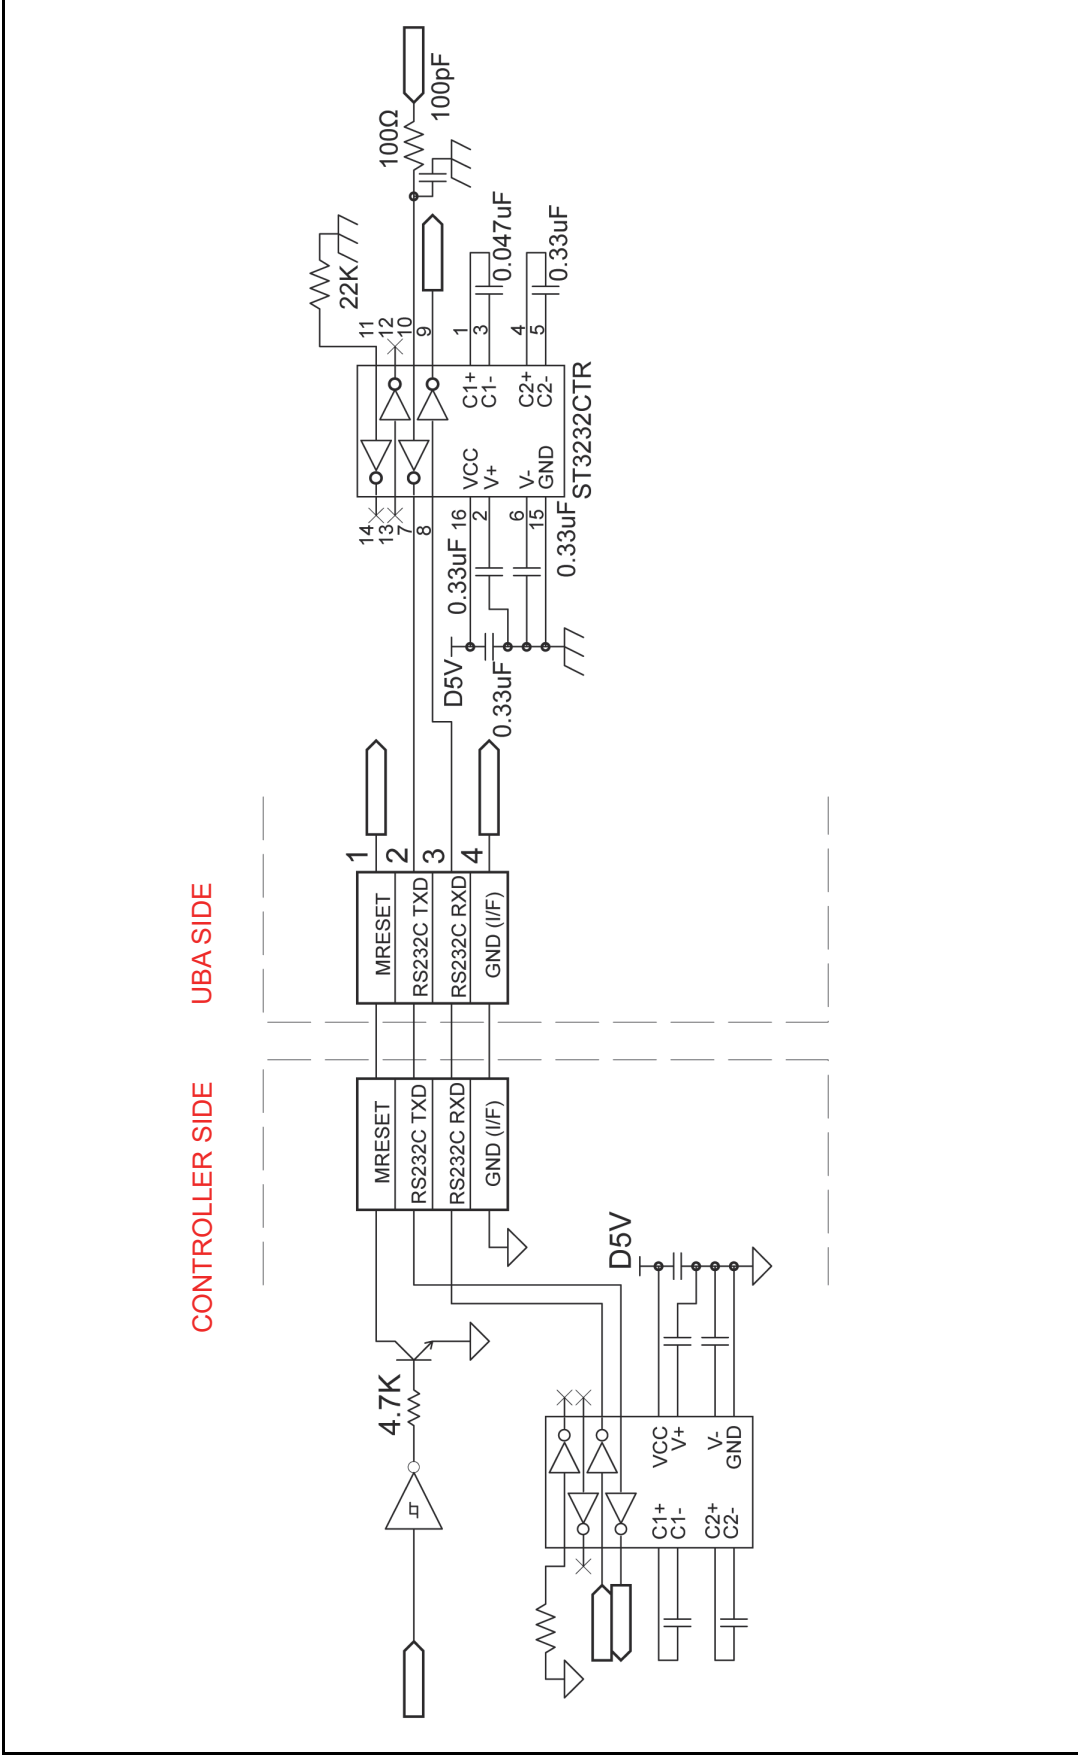 CONTROLLER SIDE
UBA SIDE
4.7K
MRESET
RS232C TXD
RS232C RXD
GND (I/F)
MRESET
RS232C TXD
RS232C RXD
GND (I/F)
1
2
3
4
22K
100Ω
100pF
14
13
7
8
11
12
10
9
16
2
6
15
VCC
V+
V-
GND
C1+
C1-
C2+
C2-
1
3
4
5
0.047uF
0.33uF
ST3232CTR
D5V
0.33uF
0.33uF
0.33uF
D5V
C1+
C1-
C2+
C2-
VCC
V+
V-
GND